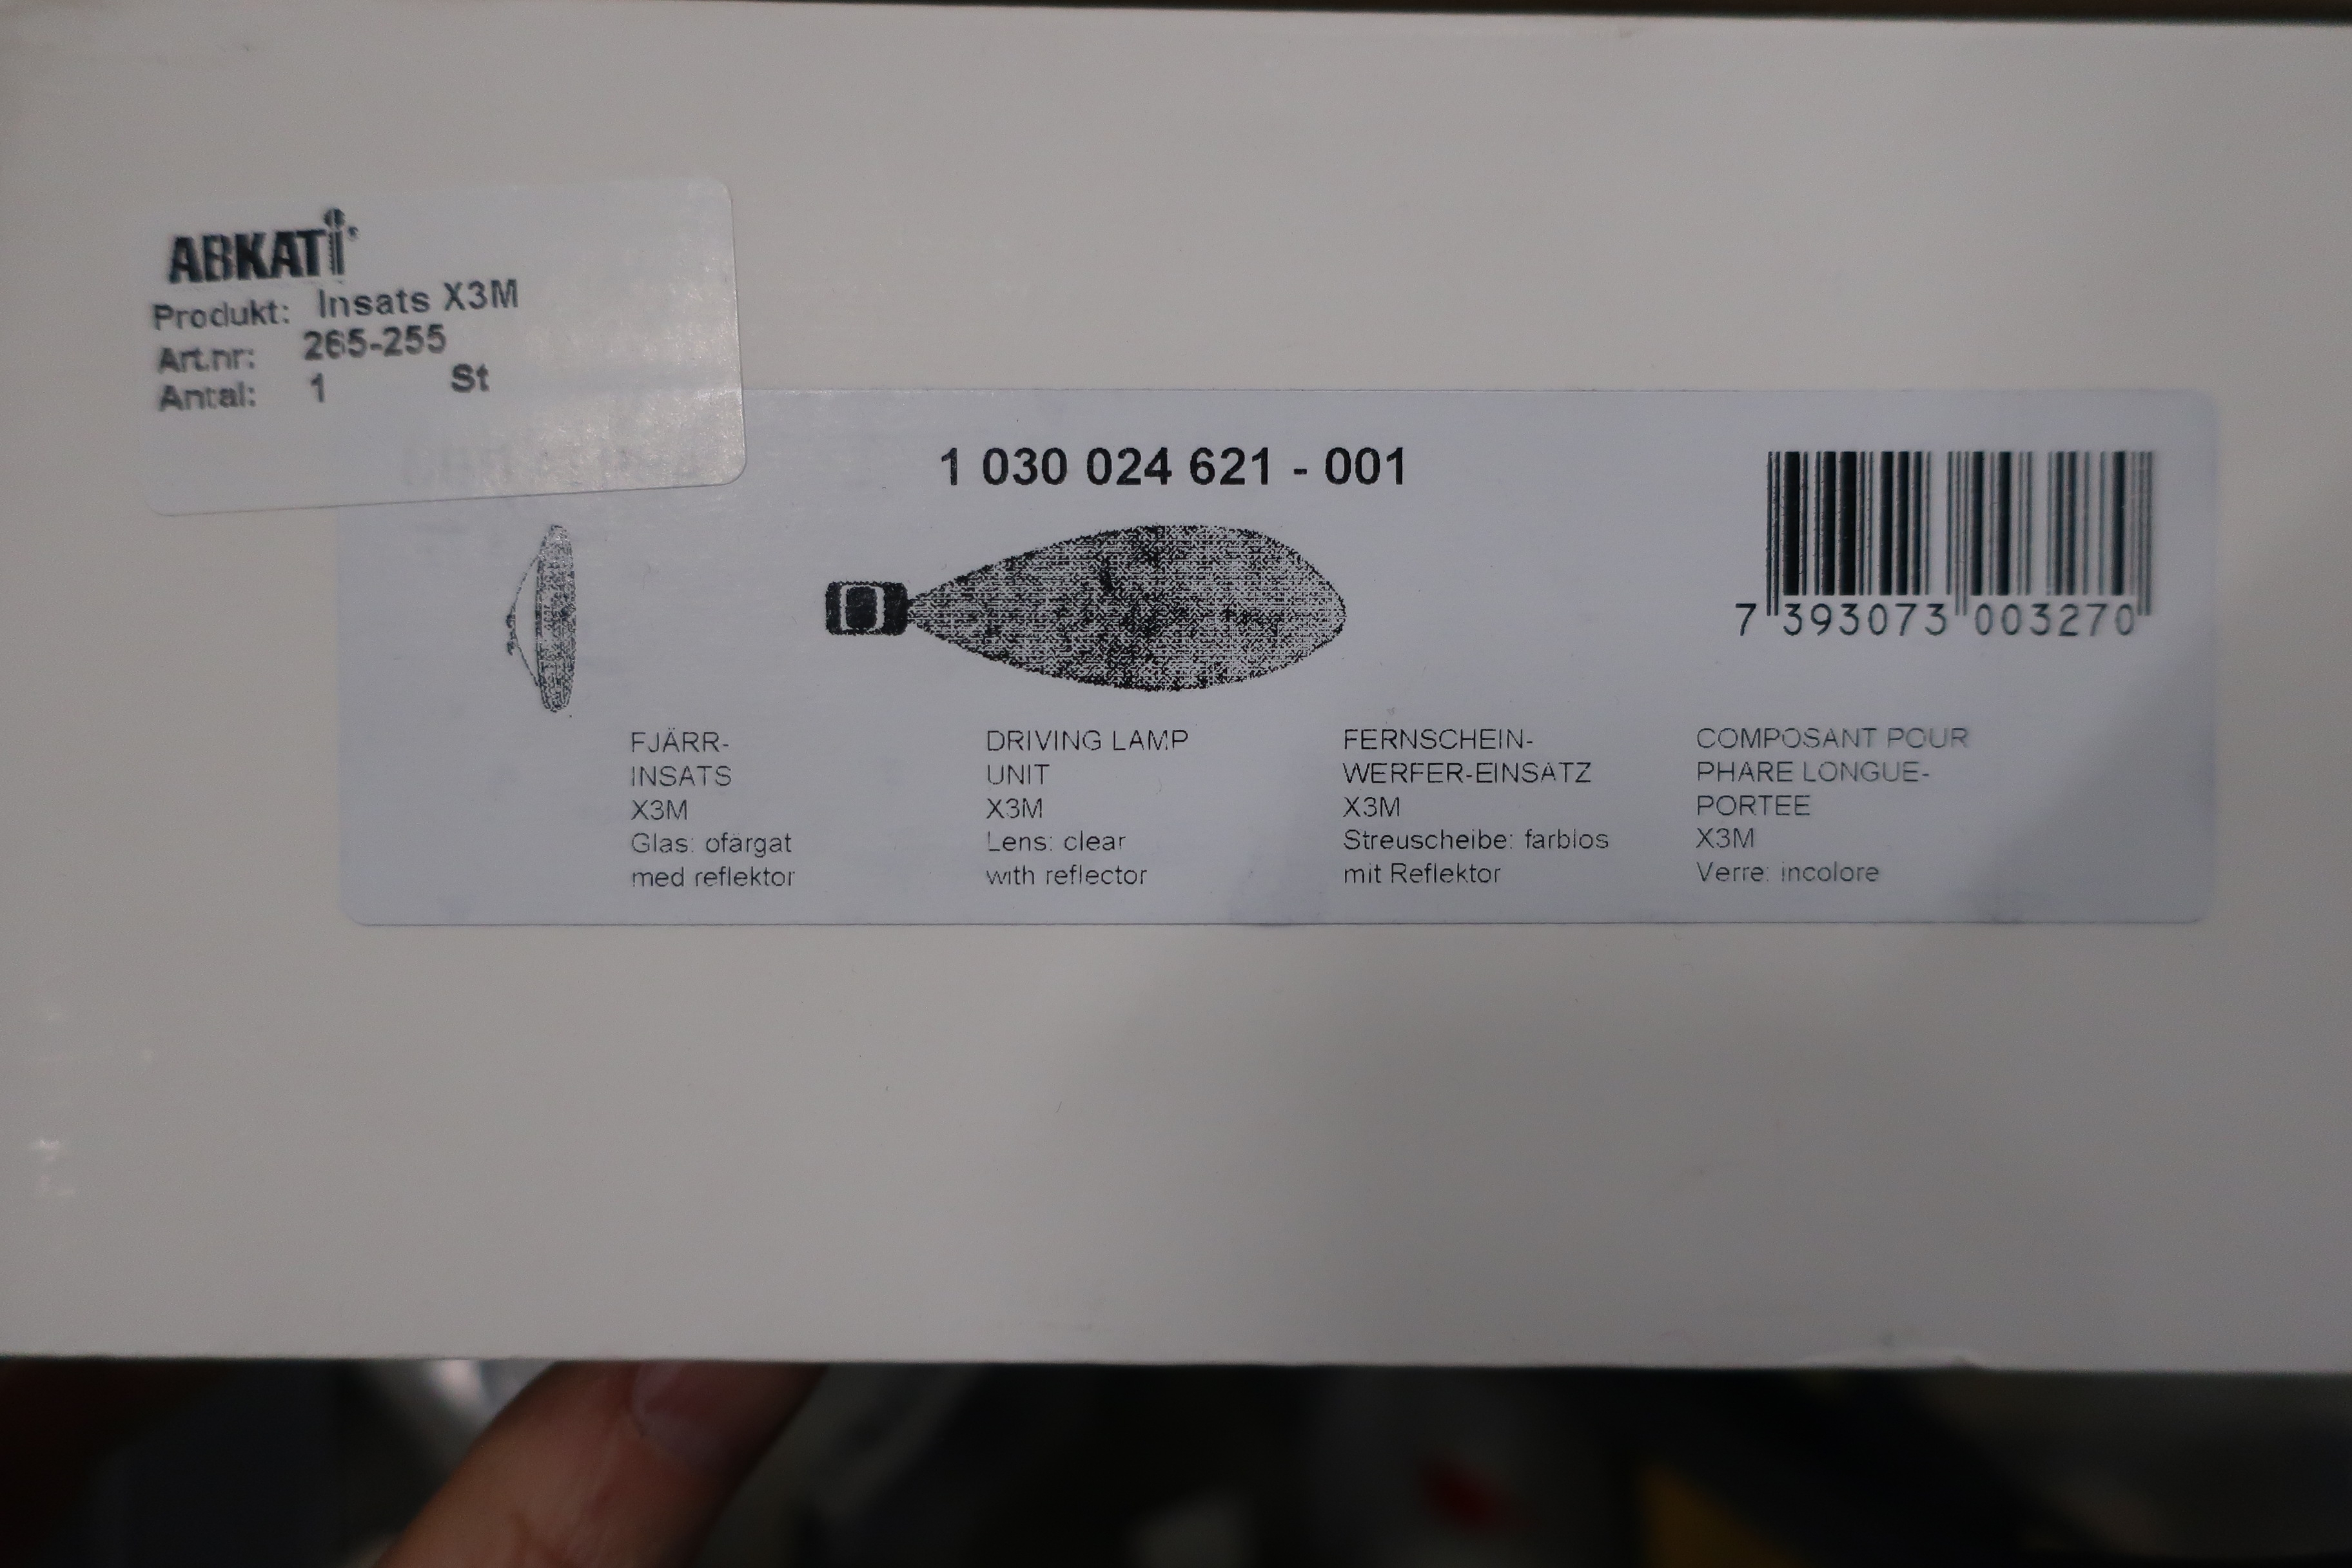 ABKATi
Produkt: Insats X3M
Art.nr: 265-255
Antal: 1 St
1 030 024 621 - 001
7 393073 003270
FJÄRR-
INSATS
X3M
Glas: ofärgat
med reflektor
DRIVING LAMP
UNIT
X3M
Lens: clear
with reflector
FERNSCHEIN-
WERFER-EINSATZ
X3M
Streuscheibe: farblos
mit Reflektor
COMPOSANT POUR
PHARE LONGUE-
PORTEE
X3M
Verre: incolore